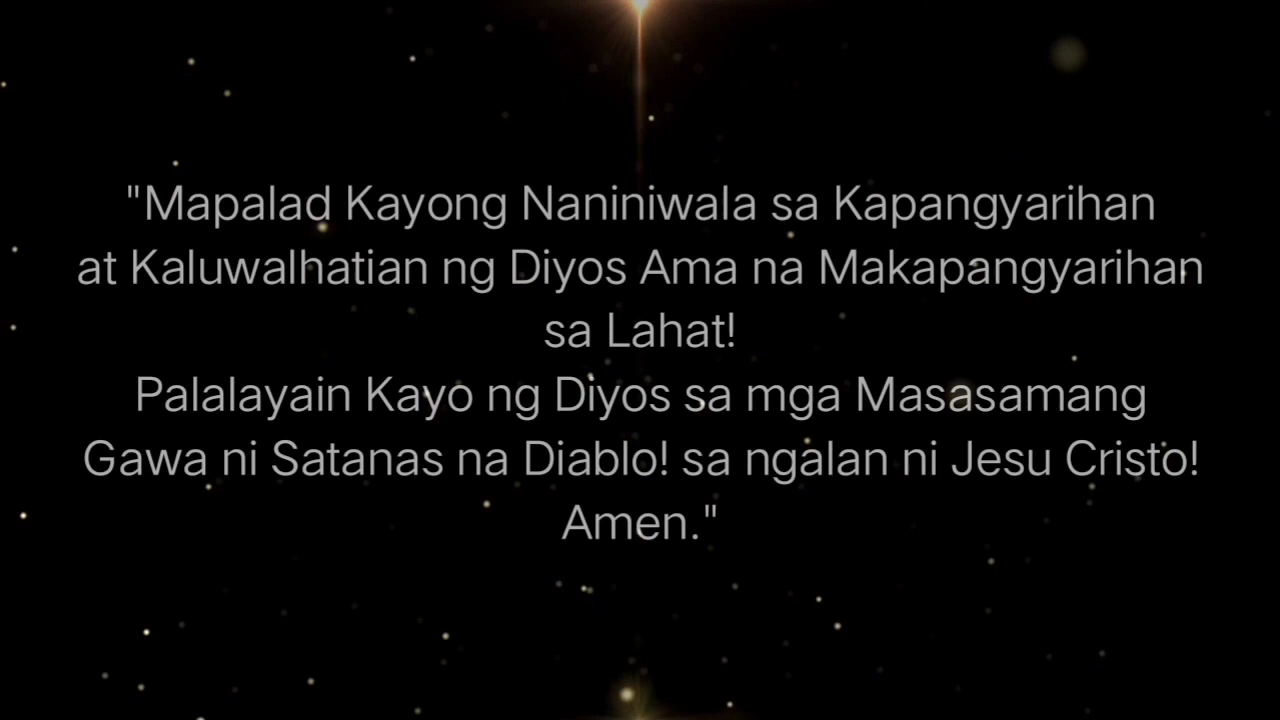 "Mapalad Kayong Naniniwala sa Kapangyarihan
at Kaluwalhatian ng Diyos Ama na Makapangyarihan
sa Lahat!
Palalayain Kayo ng Diyos sa mga Masasamang
Gawa ni Satanas na Diablo! sa ngalan ni Jesu Cristo!
Amen."